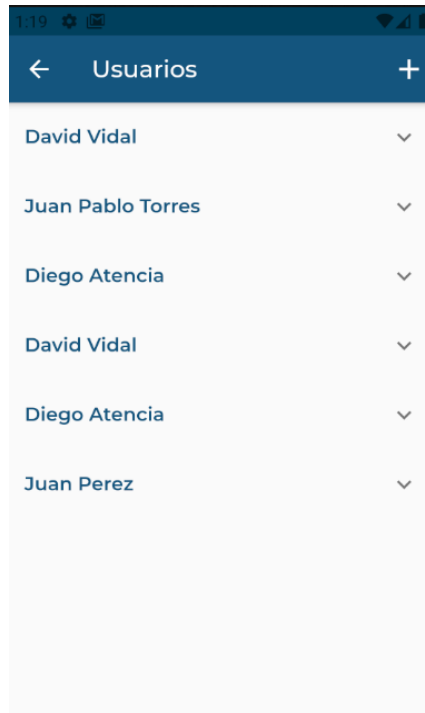 1:19
Usuarios
David Vidal
Juan Pablo Torres
Diego Atencia
David Vidal
Diego Atencia
Juan Perez